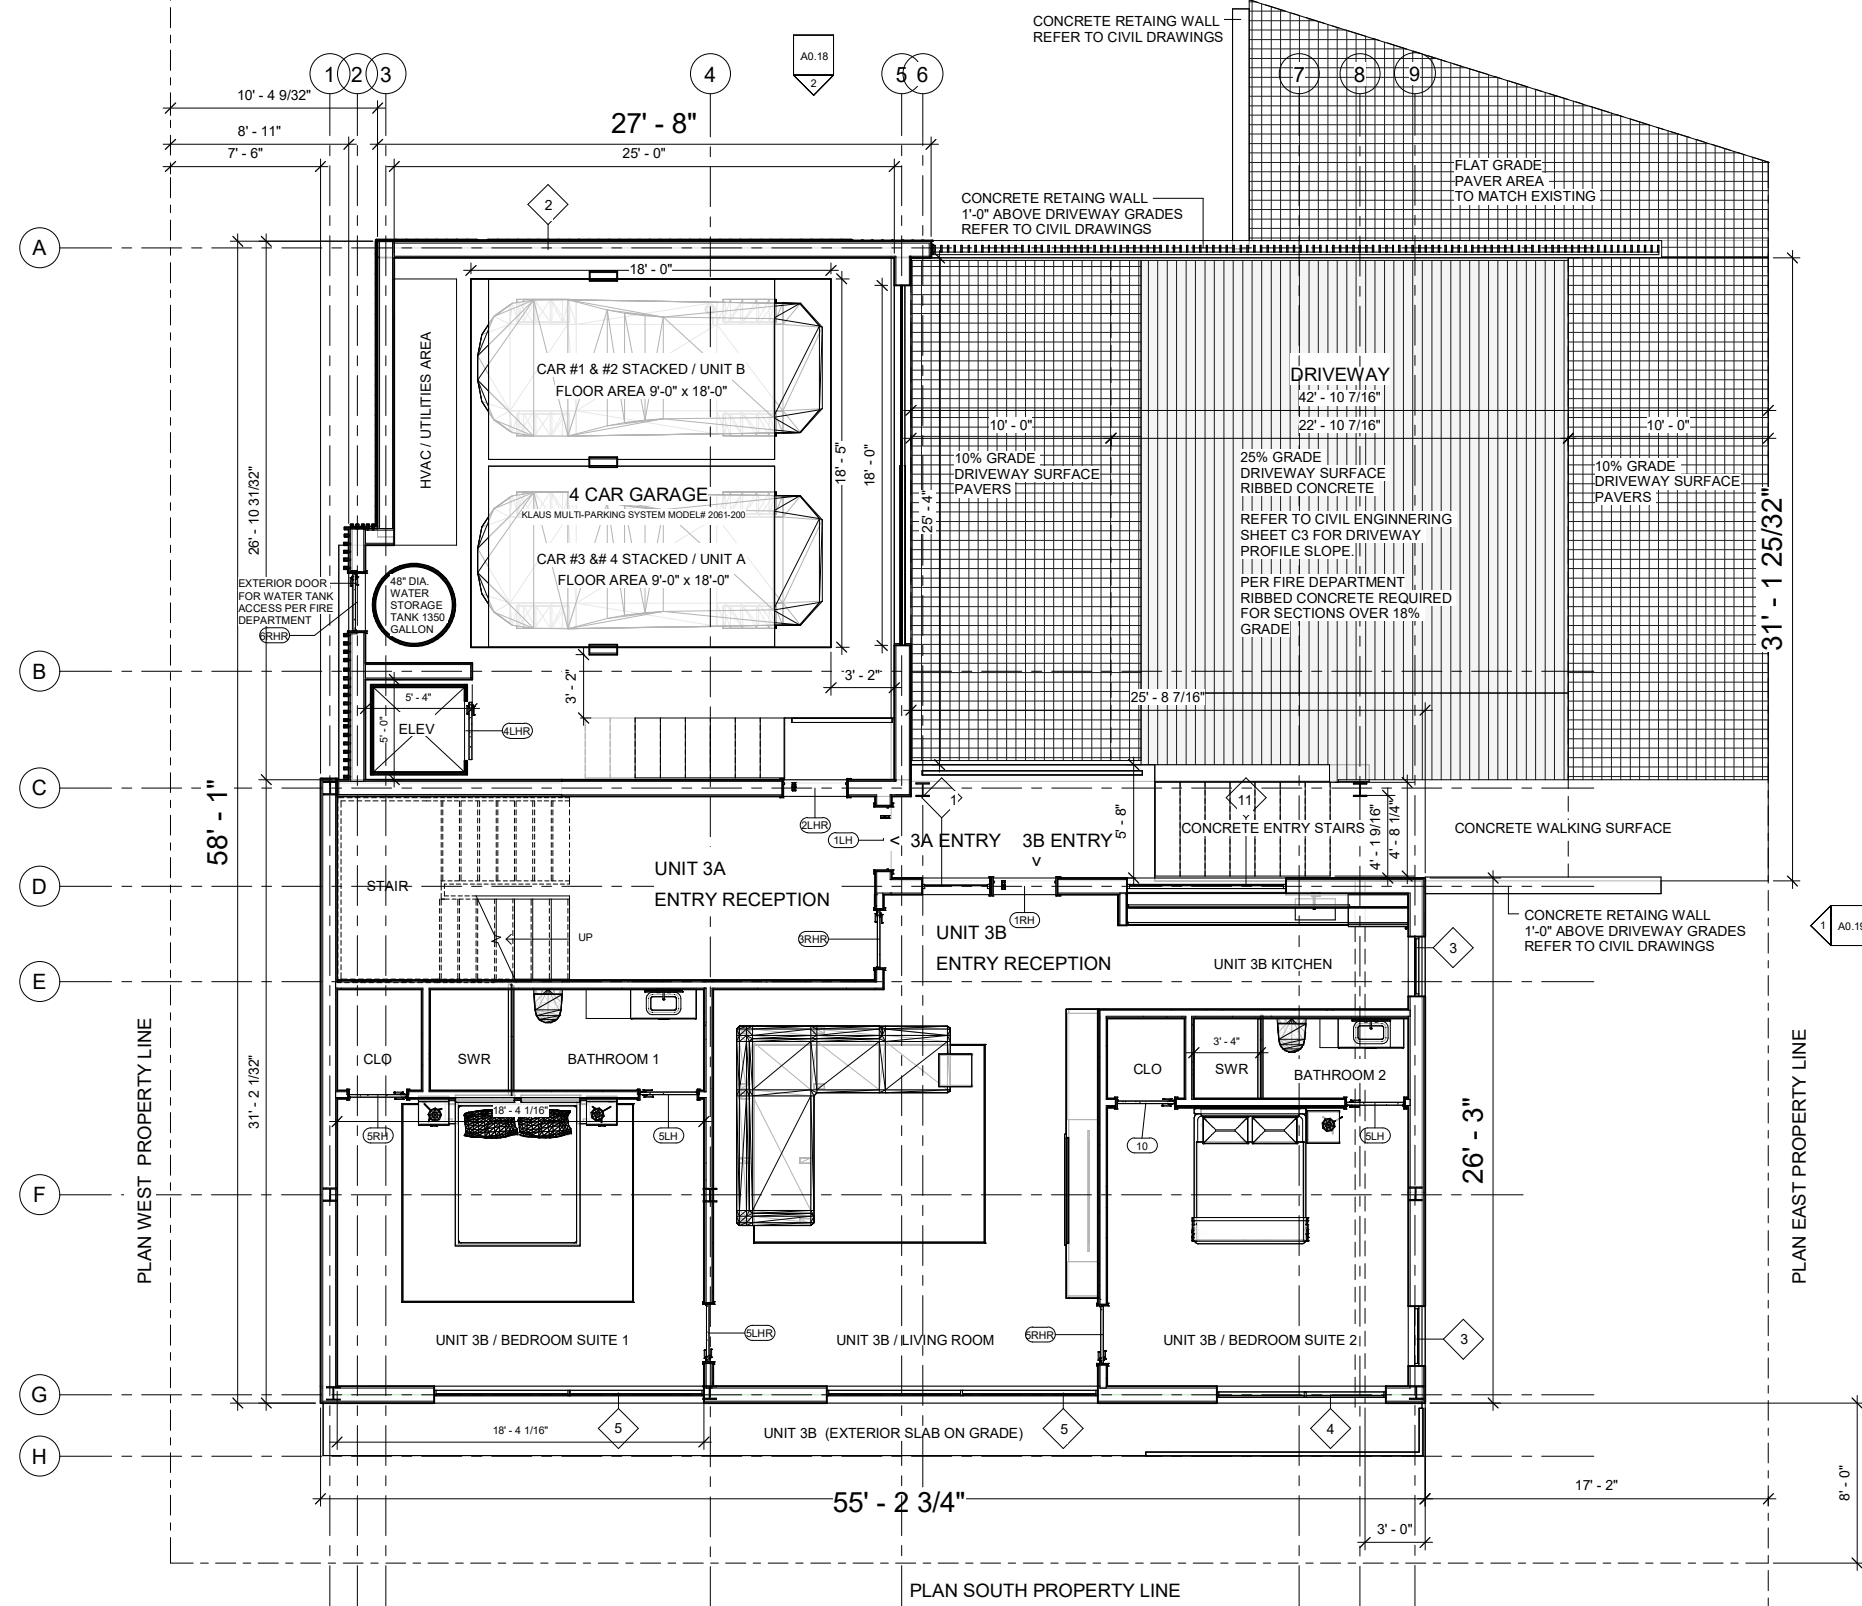 CONCRETE RETAING WALL
REFER TO CIVIL DRAWINGS
A0.18
2
1
2
3
4
5
6
7
8
9
10' - 4 9/32"
27' - 8"
8' - 11"
7' - 6"
25' - 0"
FLAT GRADE
PAVER AREA
TO MATCH EXISTING
CONCRETE RETAING WALL
1'-0" ABOVE DRIVEWAY GRADES
REFER TO CIVIL DRAWINGS
2
A
18' - 0"
HVAC / UTILITIES AREA
CAR #1 & #2 STACKED / UNIT B
FLOOR AREA 9'-0" x 18'-0"
DRIVEWAY
42' - 10 7/16"
22' - 10 7/16"
10' - 0"
10' - 0"
18' - 5"
18' - 0"
25' - 4"
26' - 10 31/32"
10% GRADE
DRIVEWAY SURFACE
PAVERS
25% GRADE
DRIVEWAY SURFACE
RIBBED CONCRETE
REFER TO CIVIL ENGINNERING
SHEET C3 FOR DRIVEWAY
PROFILE SLOPE.
PER FIRE DEPARTMENT
RIBBED CONCRETE REQUIRED
FOR SECTIONS OVER 18%
GRADE
10% GRADE
DRIVEWAY SURFACE
PAVERS
31' - 1 25/32"
4 CAR GARAGE
KLAUS MULTI-PARKING SYSTEM MODEL# 2061-200
CAR #3 &# 4 STACKED / UNIT A
FLOOR AREA 9'-0" x 18'-0"
EXTERIOR DOOR
FOR WATER TANK
ACCESS PER FIRE
DEPARTMENT
6RHR
48" DIA.
WATER
STORAGE
TANK 1350
GALLON
B
3' - 2"
3' - 2"
5' - 4"
5' - 0"
ELEV
4LHR
25' - 8 7/16"
C
58' - 1"
2LHR
1LH
1
11
< 3A ENTRY
3B ENTRY
v
5' - 8"
CONCRETE ENTRY STAIRS
4' - 1 9/16"
4' - 8 1/4"
CONCRETE WALKING SURFACE
D
STAIR
UNIT 3A
ENTRY RECEPTION
UP
3RHR
1RH
UNIT 3B
ENTRY RECEPTION
UNIT 3B KITCHEN
CONCRETE RETAING WALL
1'-0" ABOVE DRIVEWAY GRADES
REFER TO CIVIL DRAWINGS
1
A0.19
3
E
CLO
SWR
BATHROOM 1
3' - 4"
CLO
SWR
BATHROOM 2
31' - 2 1/32"
18' - 4 1/16"
5RH
5LH
10
5LH
26' - 3"
PLAN WEST PROPERTY LINE
PLAN EAST PROPERTY LINE
F
5LHR
5RHR
UNIT 3B / BEDROOM SUITE 1
UNIT 3B / LIVING ROOM
UNIT 3B / BEDROOM SUITE 2
3
G
18' - 4 1/16"
5
UNIT 3B (EXTERIOR SLAB ON GRADE)
5
4
H
55' - 2 3/4"
17' - 2"
8' - 0"
3' - 0"
PLAN SOUTH PROPERTY LINE